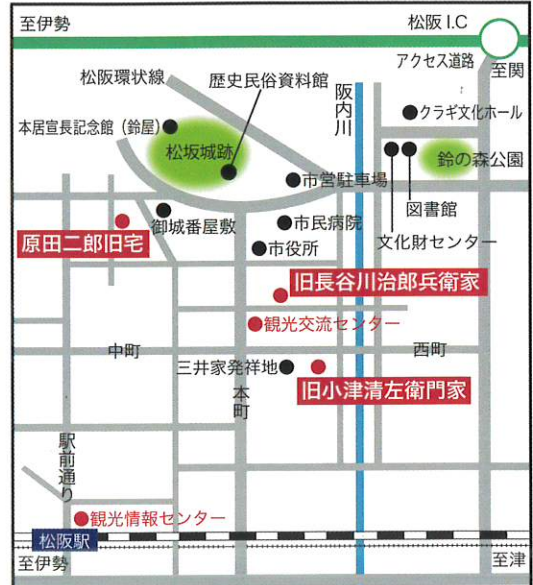 至伊勢
松阪 I.C
アクセス道路
至関
松阪環状線
歴史民俗資料館
阪内川
クラギ文化ホール
本居宣長記念館（鈴屋）
松坂城跡
鈴の森公園
市営駐車場
図書館
御城番屋敷
市民病院
文化財センター
原田二郎旧宅
市役所
旧長谷川治郎兵衛家
観光交流センター
中町
西町
三井家発祥地
本町
旧小津清左衛門家
駅前通り
観光情報センター
松阪駅
至伊勢
至津